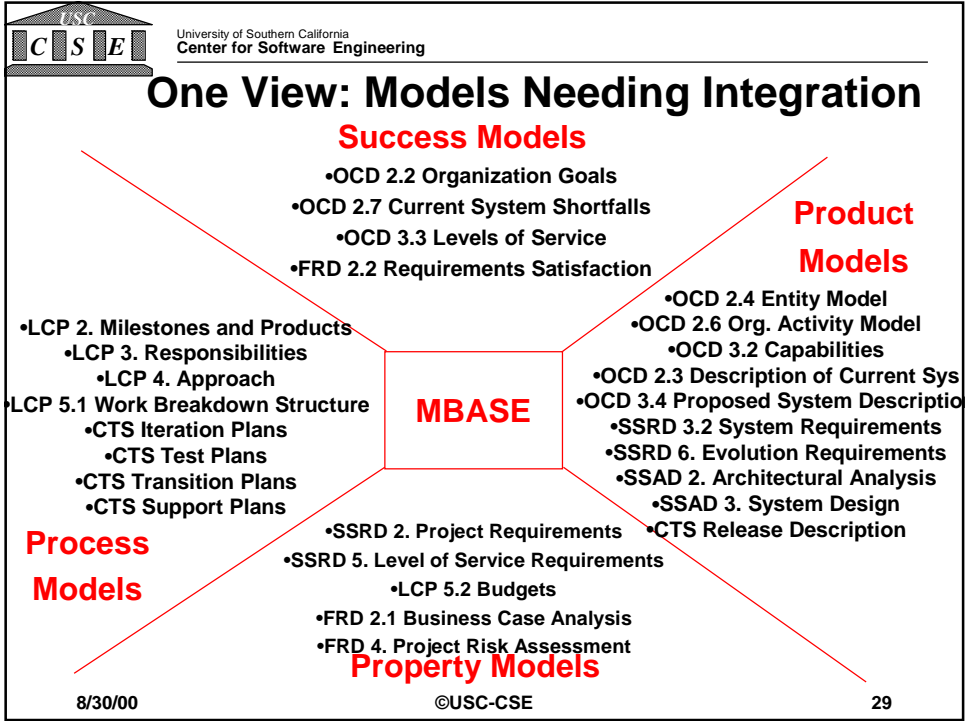 USC
C S E
University of Southern California
Center for Software Engineering
One View: Models Needing Integration
Success Models
•OCD 2.2 Organization Goals
•OCD 2.7 Current System Shortfalls
•OCD 3.3 Levels of Service
•FRD 2.2 Requirements Satisfaction
Product
Models
•OCD 2.4 Entity Model
•OCD 2.6 Org. Activity Model
•OCD 3.2 Capabilities
•OCD 2.3 Description of Current Sys
•OCD 3.4 Proposed System Descriptio
•SSRD 3.2 System Requirements
•SSRD 6. Evolution Requirements
•SSAD 2. Architectural Analysis
•SSAD 3. System Design
•CTS Release Description
•LCP 2. Milestones and Products
•LCP 3. Responsibilities
•LCP 4. Approach
•LCP 5.1 Work Breakdown Structure
•CTS Iteration Plans
•CTS Test Plans
•CTS Transition Plans
•CTS Support Plans
Process
Models
MBASE
•SSRD 2. Project Requirements
•SSRD 5. Level of Service Requirements
•LCP 5.2 Budgets
•FRD 2.1 Business Case Analysis
•FRD 4. Project Risk Assessment
Property Models
8/30/00
©USC-CSE
29